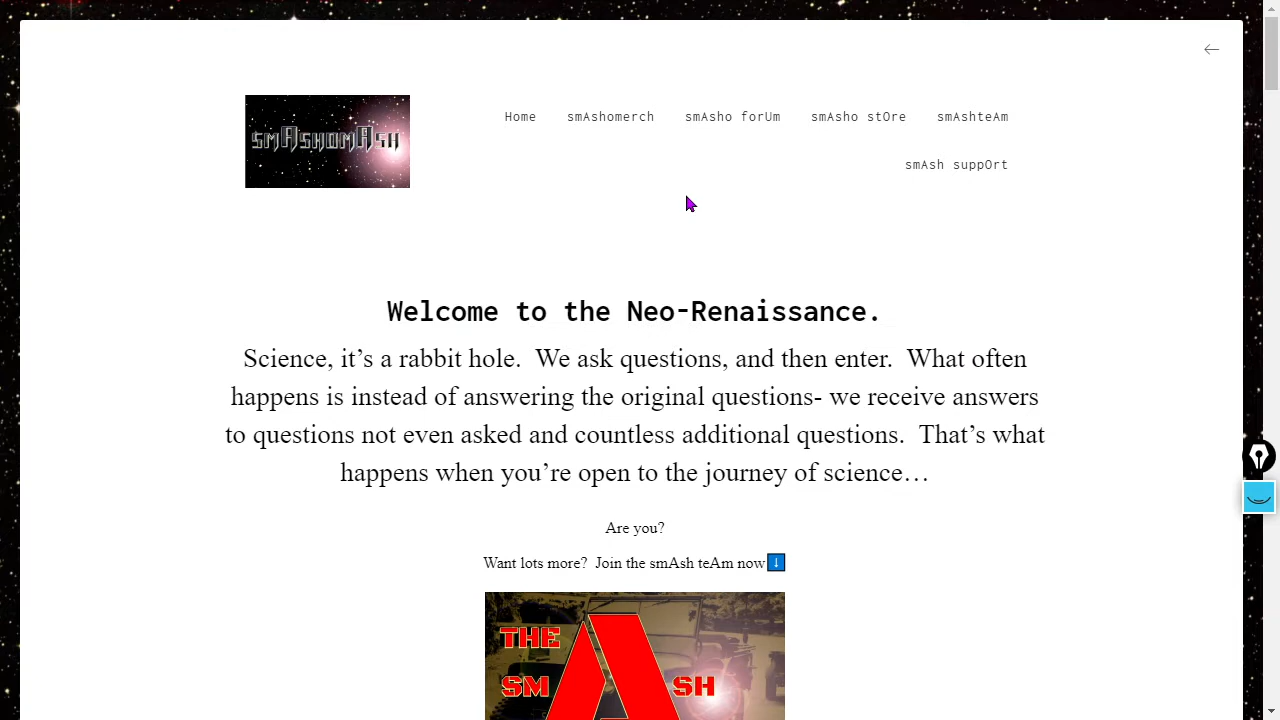 smAshomAsh
Home smAshomerch smAsho forUm smAsho stOre smAshteAm
smAsh suppOrt
Welcome to the Neo-Renaissance.
Science, it’s a rabbit hole.  We ask questions, and then enter.  What often
happens is instead of answering the original questions- we receive answers
to questions not even asked and countless additional questions.  That’s what
happens when you’re open to the journey of science…
Are you?
Want lots more?  Join the smAsh teAm now⬇️
THE
SMASH